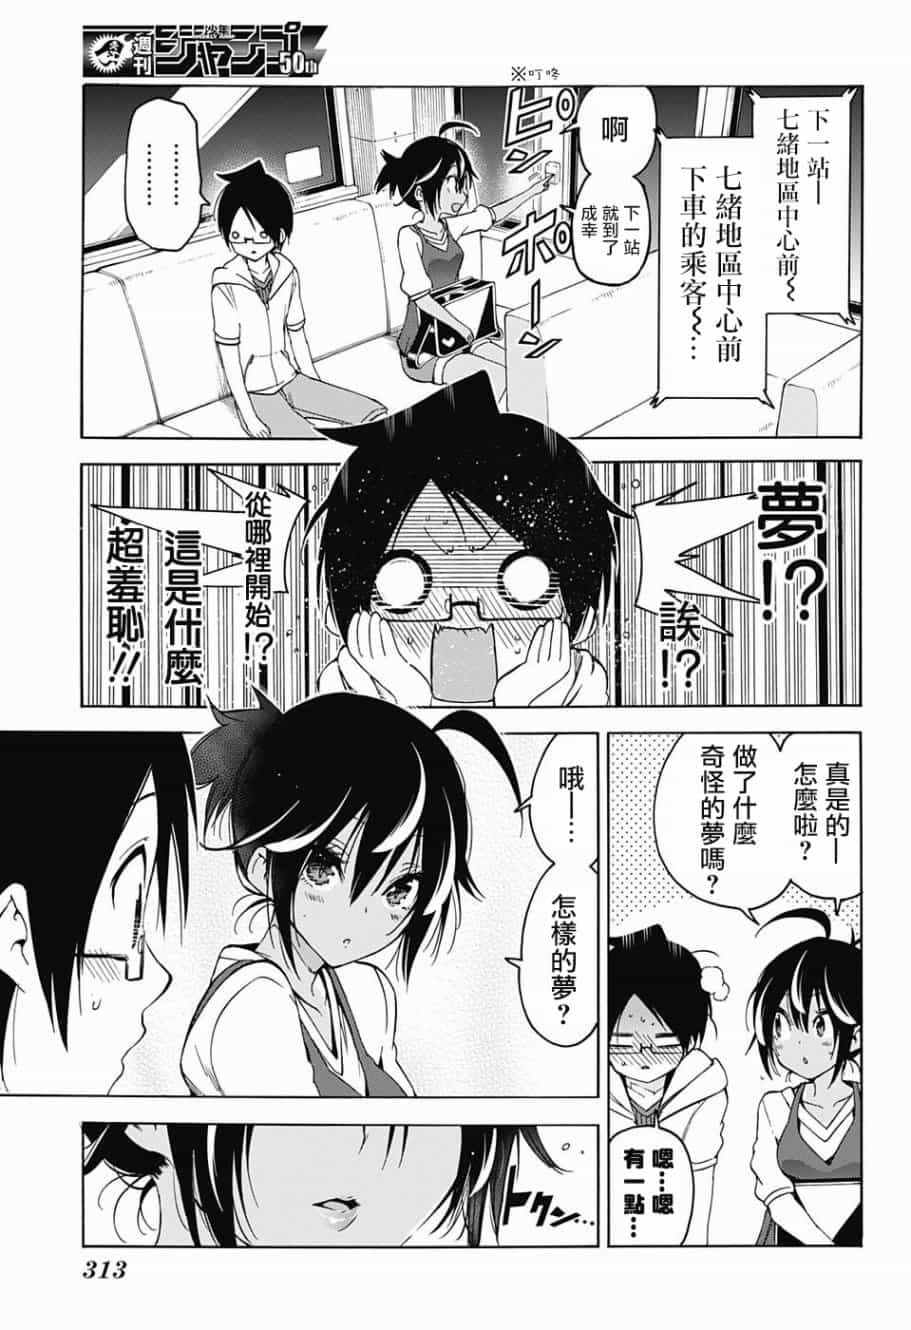 週刊
少年
ジャンプ
50th
※叮咚
下一站—
七緒地區中心前～
七緒地區中心前
下車的乘客～…
ピンポーン
啊
下一站
就到了
成幸
………
………
夢!?
誒!?
從哪裡開始!?
這是什麼
超羞恥!!
真是的—
怎麼啦?
做了什麼
奇怪的夢嗎?
嗯…嗯
有一點…
哦—…
怎樣的夢?
トクン…
313